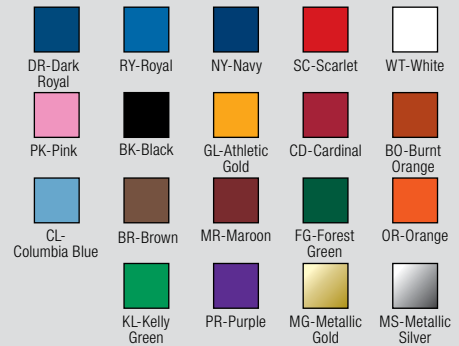 DR-Dark
Royal
RY-Royal
NY-Navy
SC-Scarlet
WT-White
PK-Pink
BK-Black
GL-Athletic
Gold
CD-Cardinal
BO-Burnt
Orange
CL-
Columbia Blue
BR-Brown
MR-Maroon
FG-Forest
Green
OR-Orange
KL-Kelly
Green
PR-Purple
MG-Metallic
Gold
MS-Metallic
Silver